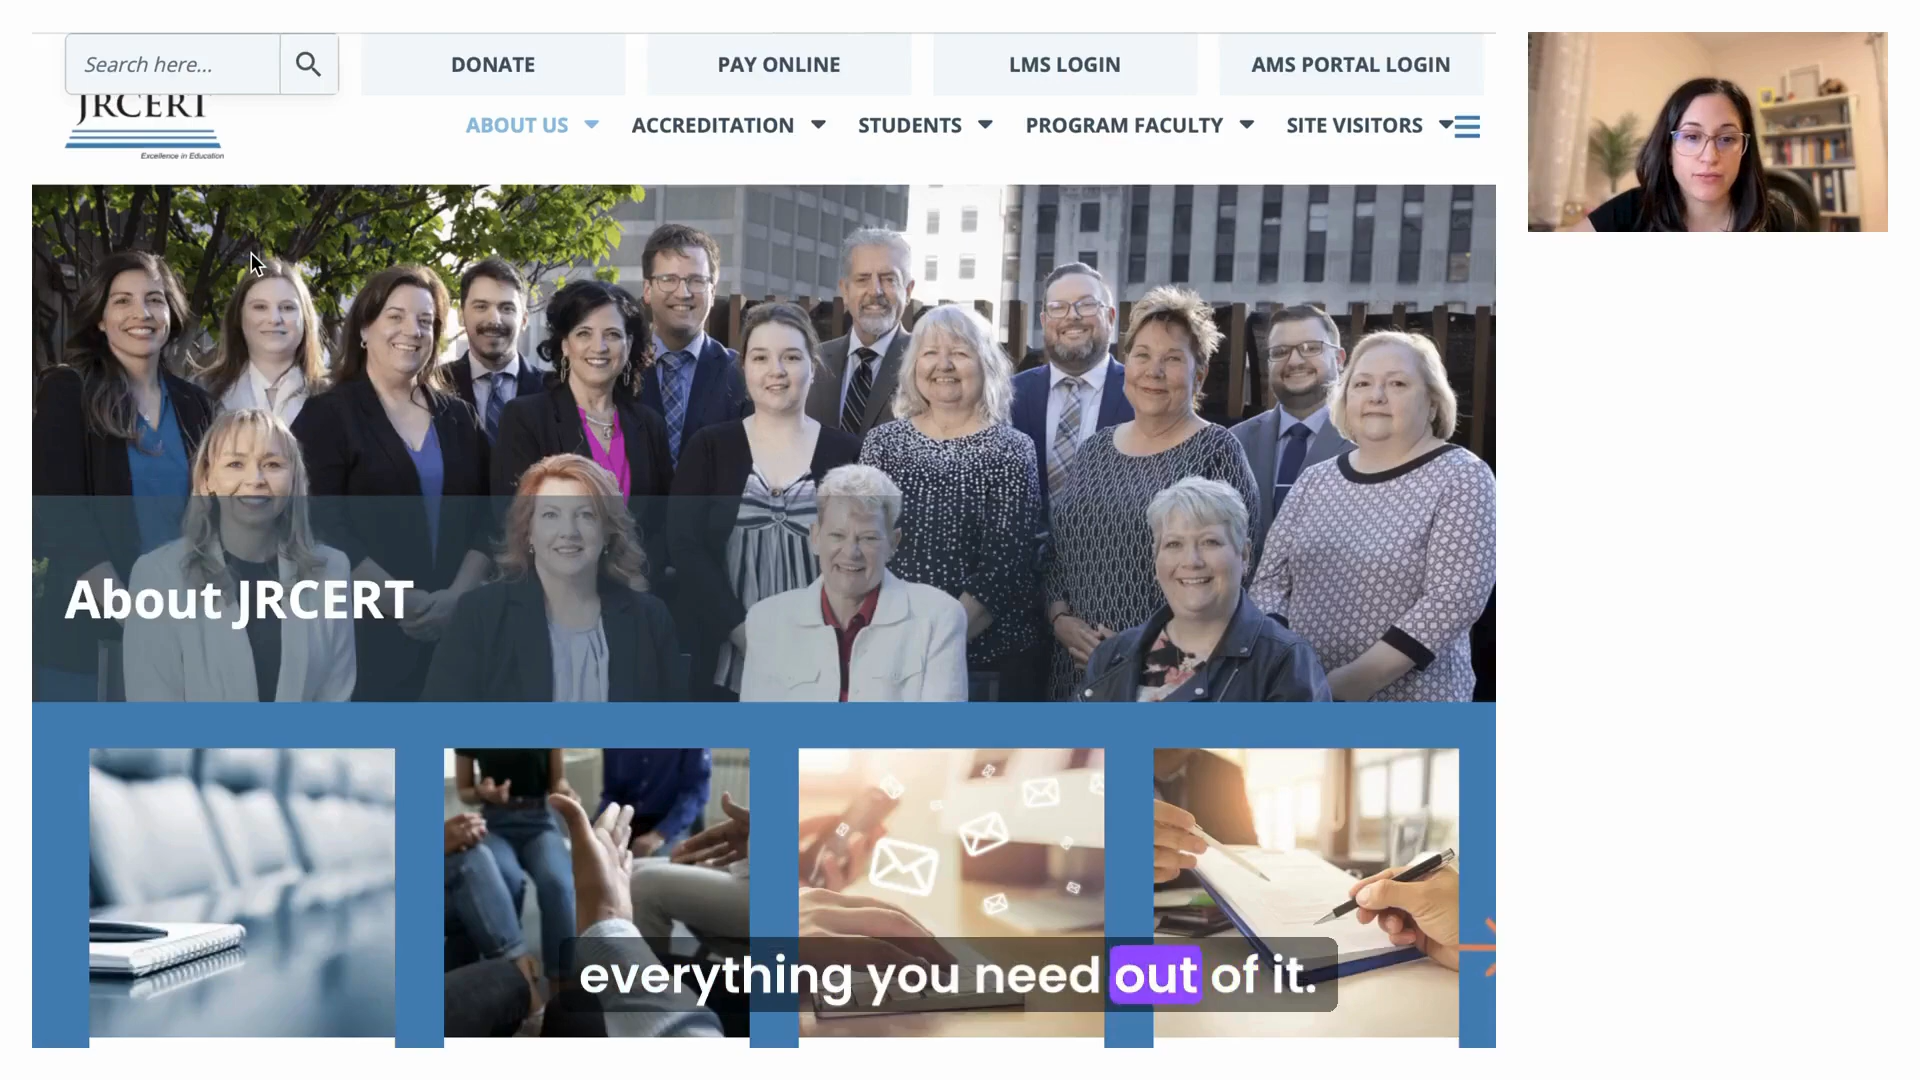 Search here...
DONATE
PAY ONLINE
LMS LOGIN
AMS PORTAL LOGIN
JRCERT
Excellence in Education
ABOUT US
ACCREDITATION
STUDENTS
PROGRAM FACULTY
SITE VISITORS
About JRCERT
everything you need out of it.